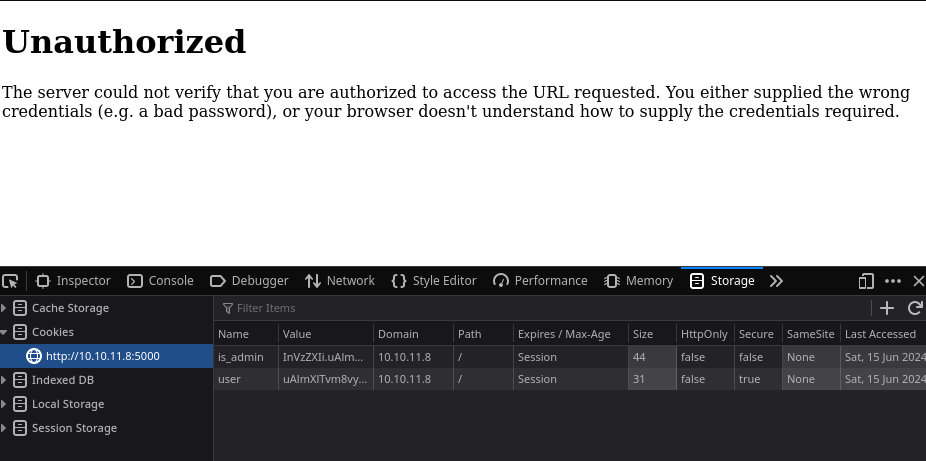 Unauthorized
The server could not verify that you are authorized to access the URL requested. You either supplied the wrong
credentials (e.g. a bad password), or your browser doesn't understand how to supply the credentials required.
Inspector Console Debugger Network Style Editor Performance Memory Storage
Cache Storage
Cookies
http://10.10.11.8:5000
Indexed DB
Local Storage
Session Storage
Filter Items
Name Value Domain Path Expires / Max-Age Size HttpOnly Secure SameSite Last Accessed
is_admin InVzZXIi.uAlm... 10.10.11.8 / Session 44 false false None Sat, 15 Jun 2024
user uAlmXlTvm8vy... 10.10.11.8 / Session 31 false true None Sat, 15 Jun 2024